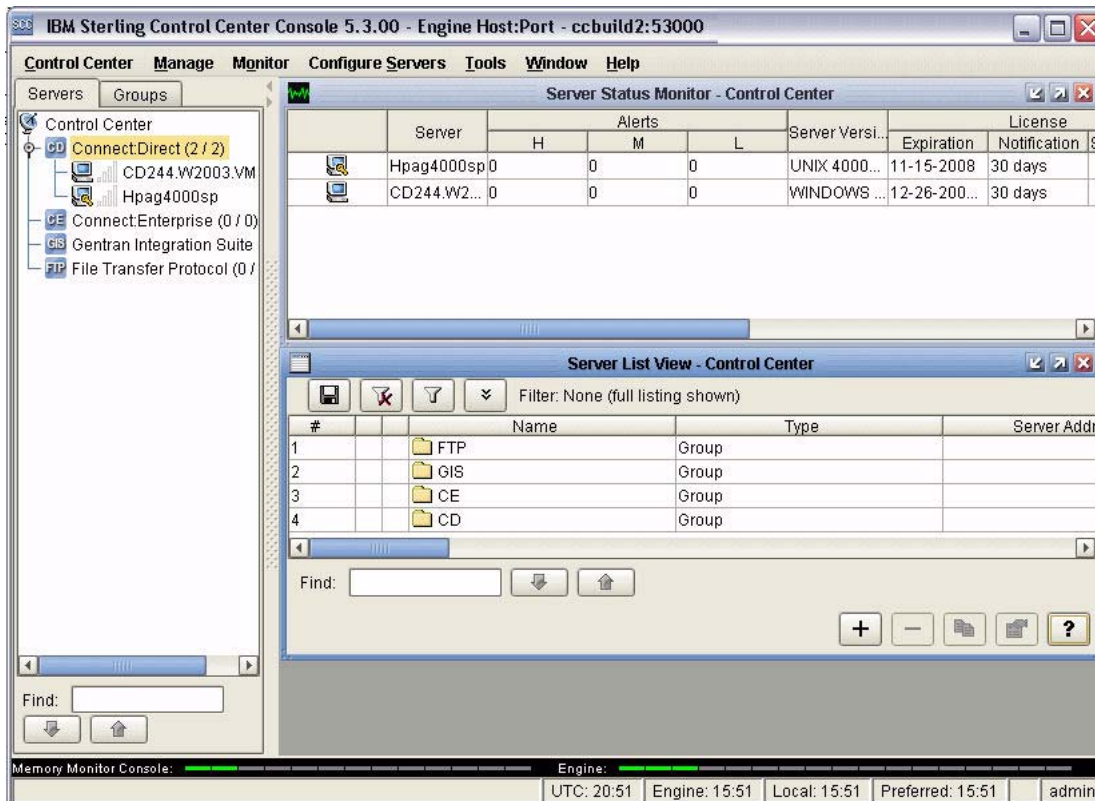 SCC IBM Sterling Control Center Console 5.3.00 - Engine Host:Port - ccbuild2:53000
Control Center Manage Monitor Configure Servers Tools Window Help
Servers Groups
Control Center
CD Connect:Direct (2 / 2)
CD244.W2003.VM
Hpag4000sp
CE Connect:Enterprise (0 / 0)
GIS Gentran Integration Suite
FTP File Transfer Protocol (0 /
Find:
Server Status Monitor - Control Center
Server Alerts Server Versi... License
H M L Expiration Notification S
Hpag4000sp 0 0 0 UNIX 4000... 11-15-2008 30 days
CD244.W2... 0 0 0 WINDOWS ... 12-26-200... 30 days
Server List View - Control Center
Filter: None (full listing shown)
# Name Type Server Addr
1 FTP Group
2 GIS Group
3 CE Group
4 CD Group
Find:
+ − ?
Memory Monitor Console: Engine:
UTC: 20:51 Engine: 15:51 Local: 15:51 Preferred: 15:51 admin